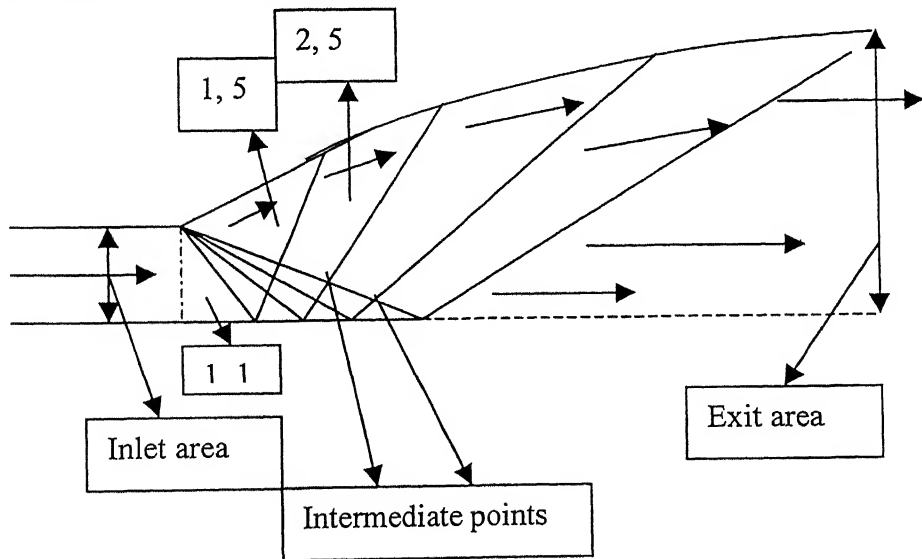 2, 5
1, 5
1 1
Inlet area
Exit area
Intermediate points